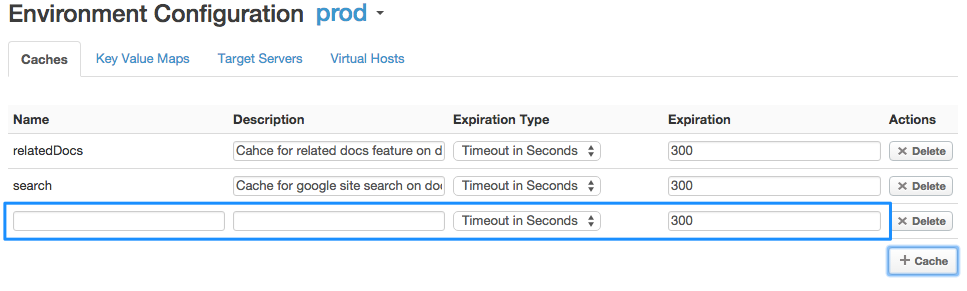 Environment Configuration prod
Caches Key Value Maps Target Servers Virtual Hosts
Name Description Expiration Type Expiration Actions
relatedDocs Cahce for related docs feature on d Timeout in Seconds 300 × Delete
search Cache for google site search on doc Timeout in Seconds 300 × Delete
Timeout in Seconds 300 × Delete
+ Cache